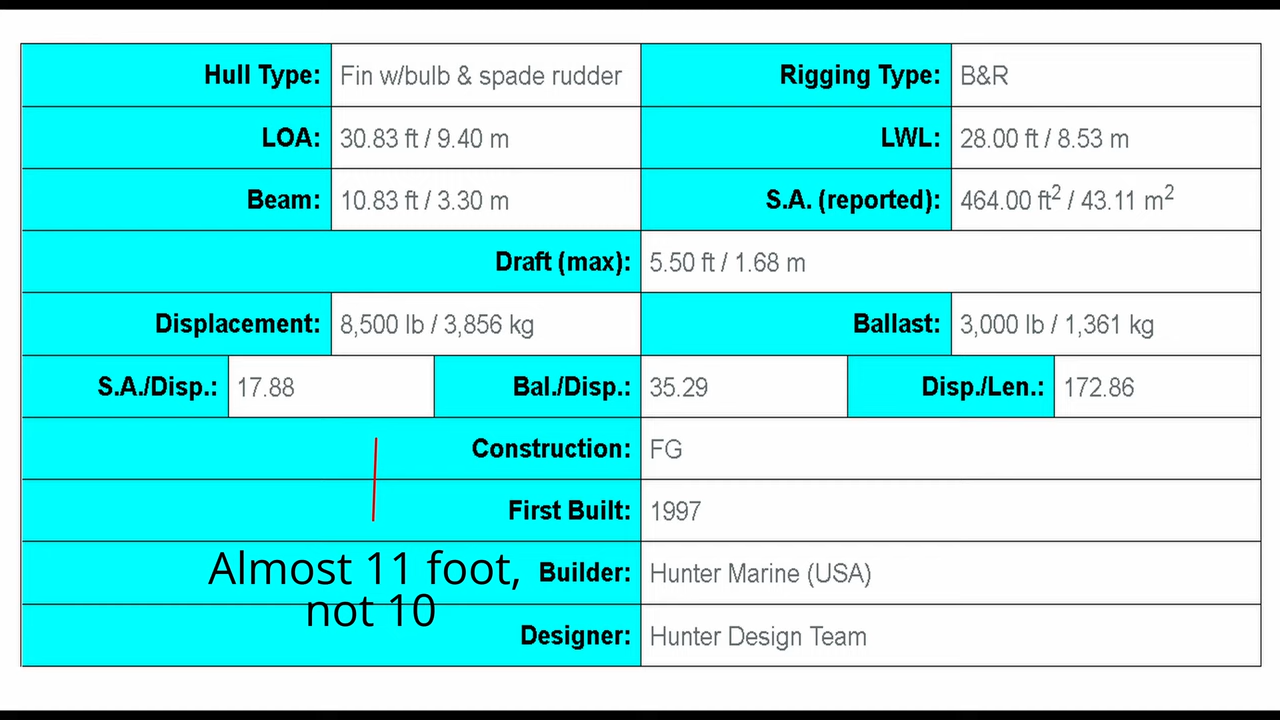 Hull Type: Fin w/bulb & spade rudder Rigging Type: B&R
LOA: 30.83 ft / 9.40 m LWL: 28.00 ft / 8.53 m
Beam: 10.83 ft / 3.30 m S.A. (reported): 464.00 ft2 / 43.11 m2
Draft (max): 5.50 ft / 1.68 m
Displacement: 8,500 lb / 3,856 kg Ballast: 3,000 lb / 1,361 kg
S.A./Disp.: 17.88 Bal./Disp.: 35.29 Disp./Len.: 172.86
Construction: FG
First Built: 1997
Builder: Hunter Marine (USA)
Designer: Hunter Design Team
Almost 11 foot,
not 10